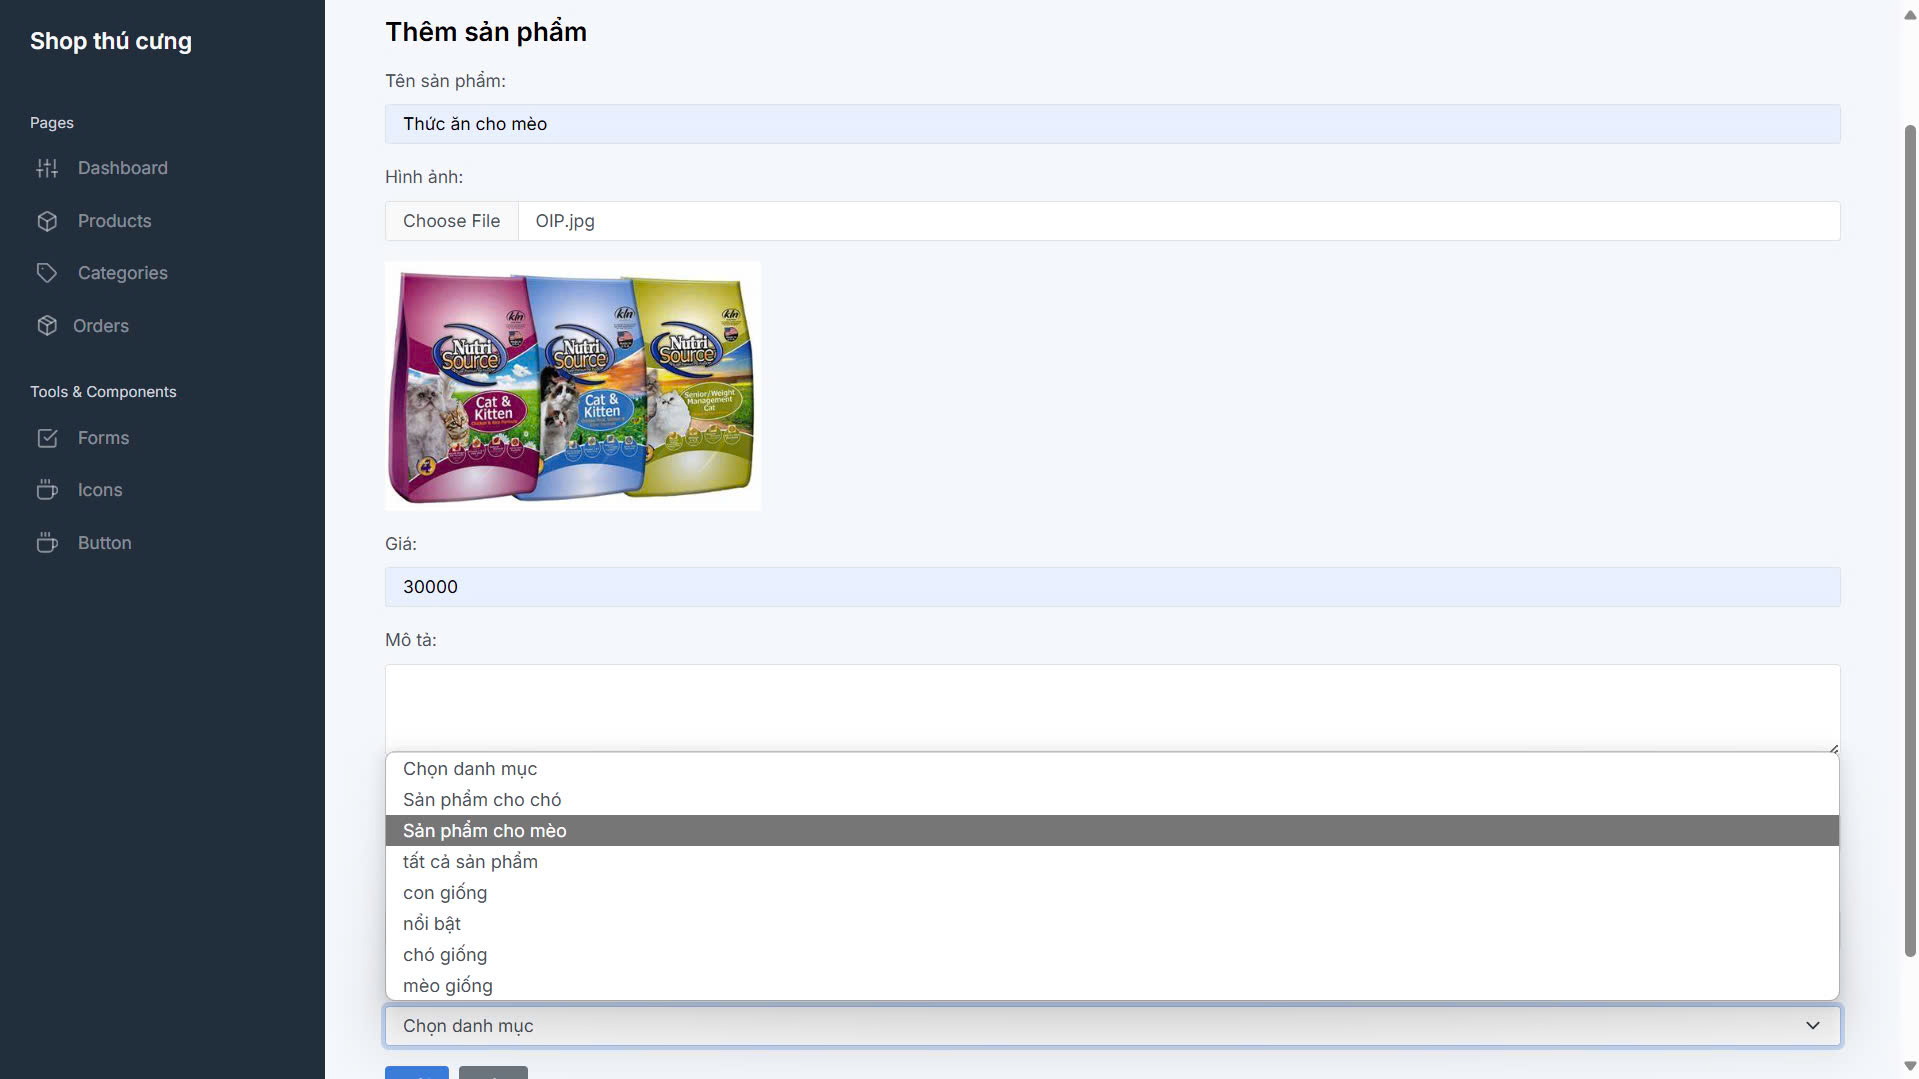 Shop thú cưng
Pages
Dashboard
Products
Categories
Orders
Tools & Components
Forms
Icons
Button
Thêm sản phẩm
Tên sản phẩm:
Thức ăn cho mèo
Hình ảnh:
Choose File
OIP.jpg
kln
kln
Nutri
Source
Nutri
Source
Nutri
Source
Cat &
Kitten
Cat &
Kitten
Senior/Weight
Management
Cat
4
Giá:
30000
Mô tả:
Chọn danh mục
Sản phẩm cho chó
Sản phẩm cho mèo
tất cả sản phẩm
con giống
nổi bật
chó giống
mèo giống
Chọn danh mục